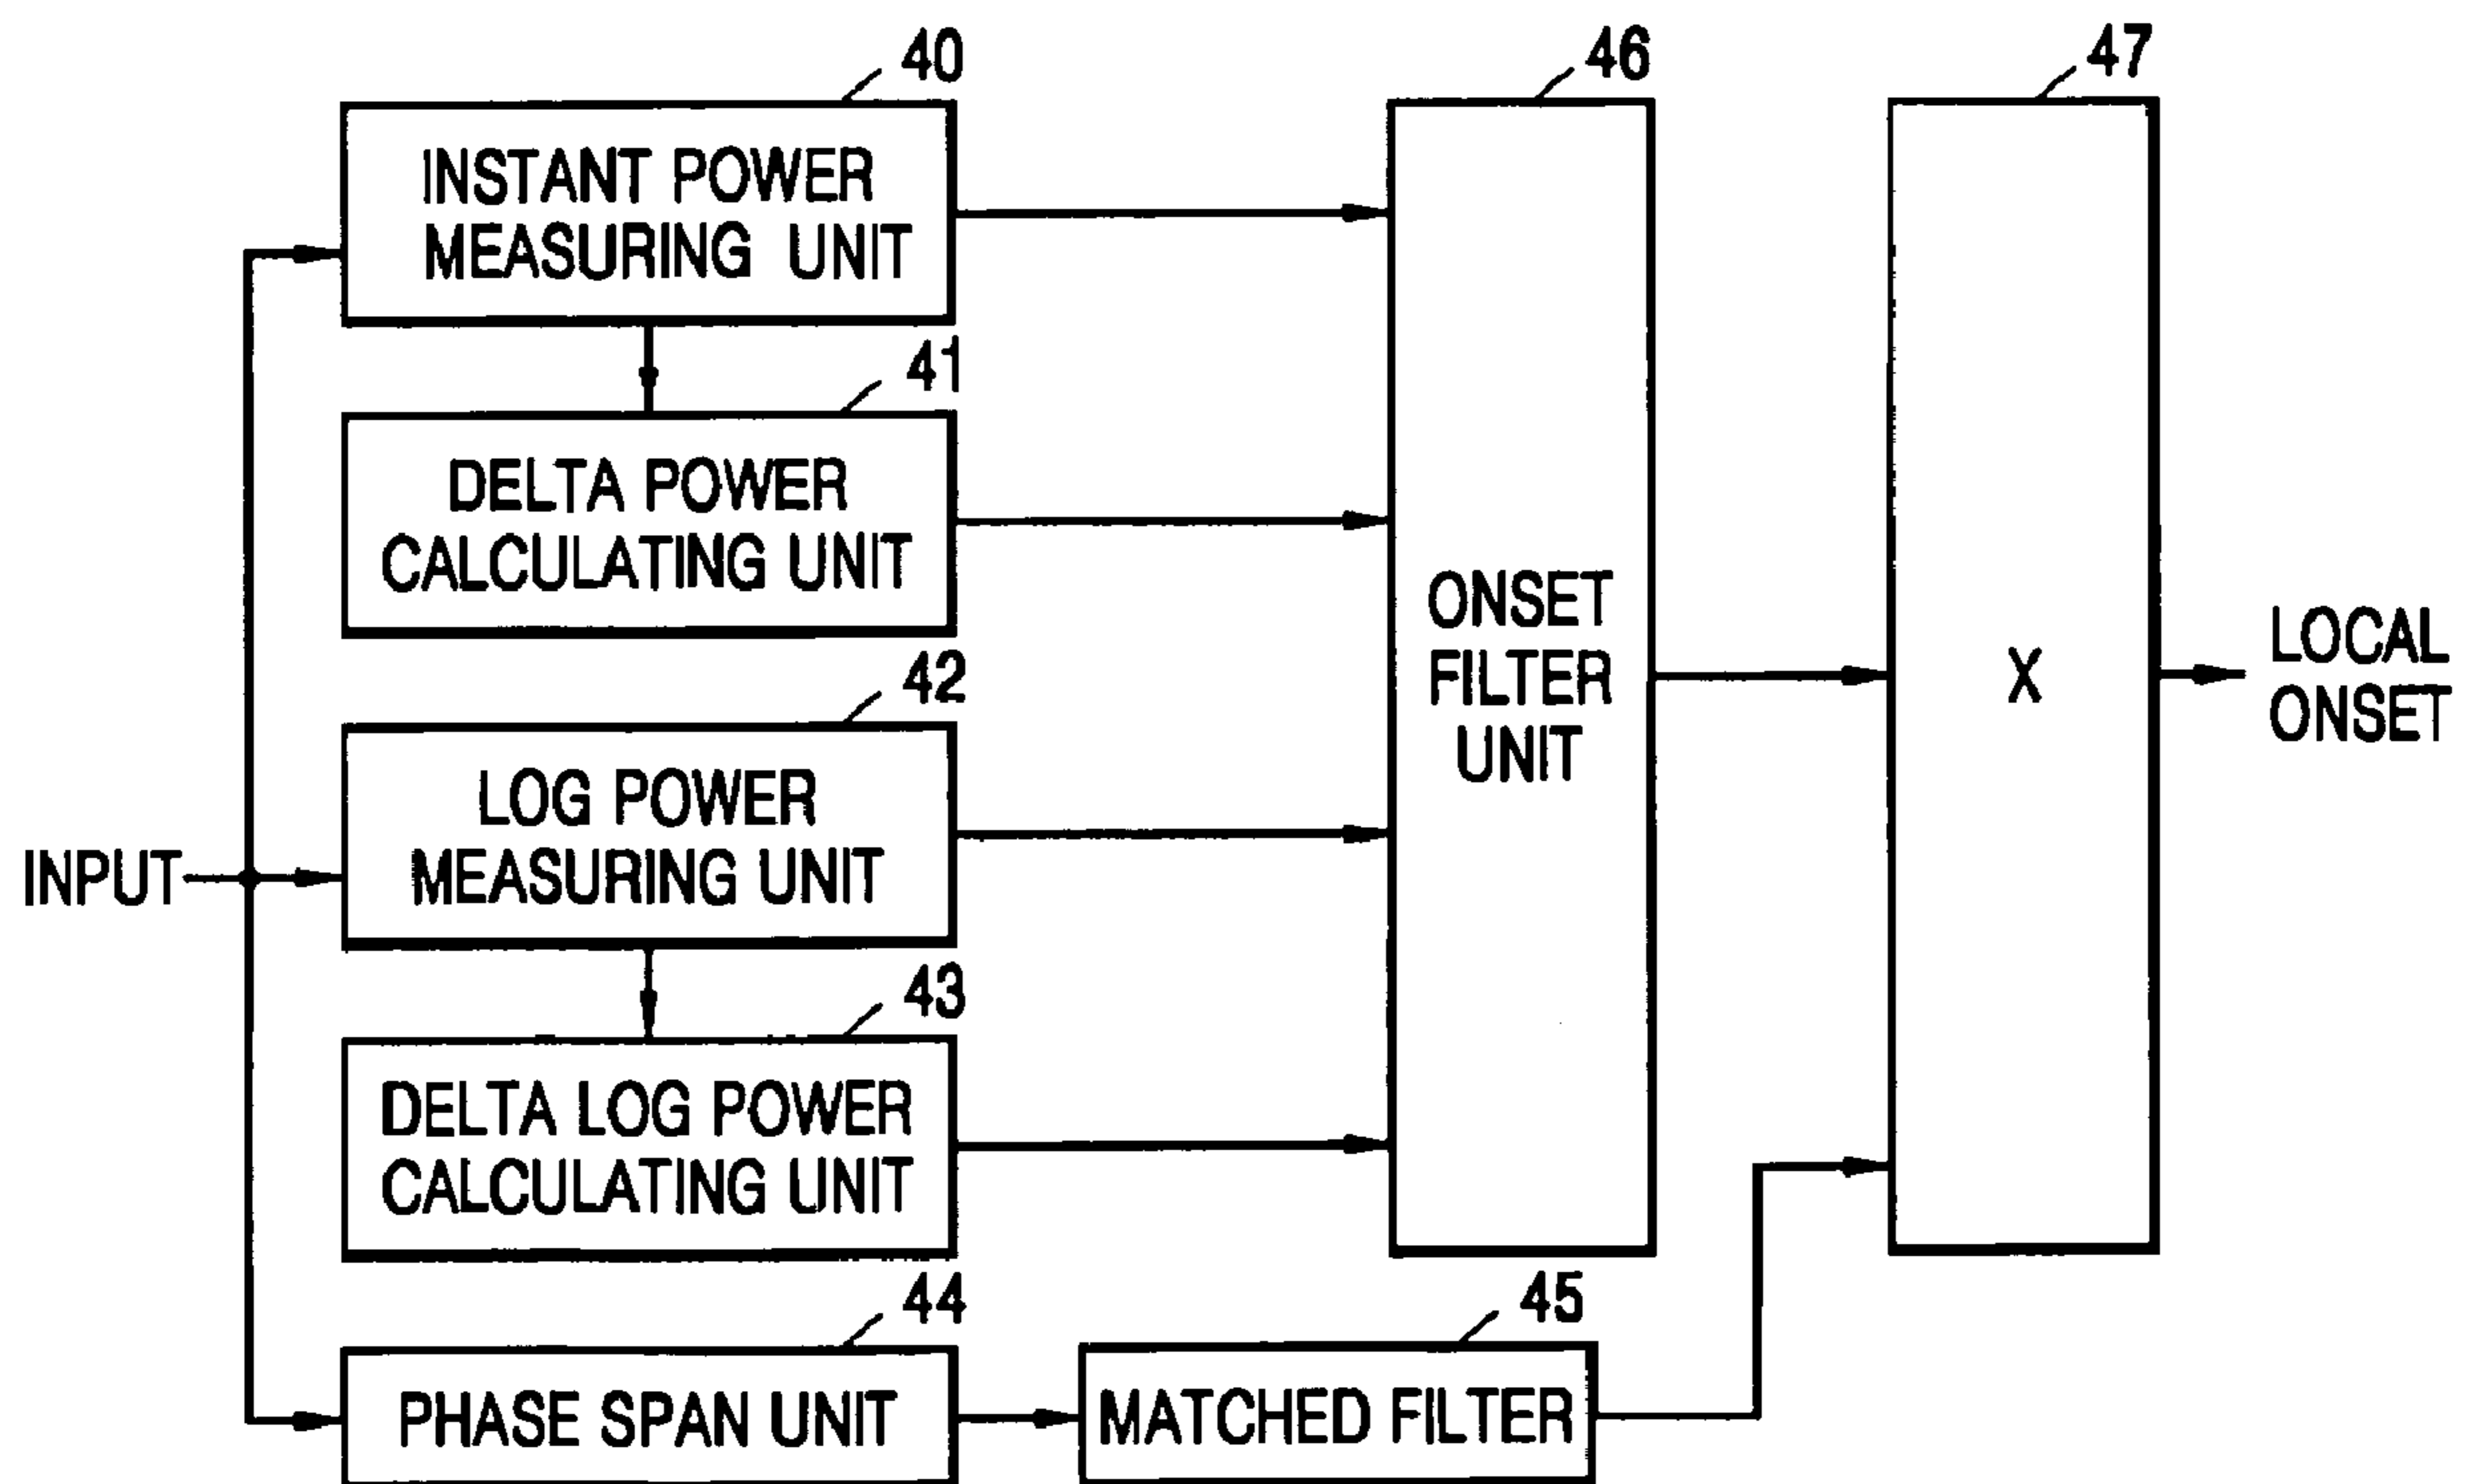 40
46
47
INSTANT POWER
MEASURING UNIT
41
DELTA POWER
CALCULATING UNIT
42
LOG POWER
MEASURING UNIT
INPUT
43
DELTA LOG POWER
CALCULATING UNIT
44
PHASE SPAN UNIT
45
MATCHED FILTER
ONSET
FILTER
UNIT
X
LOCAL
ONSET